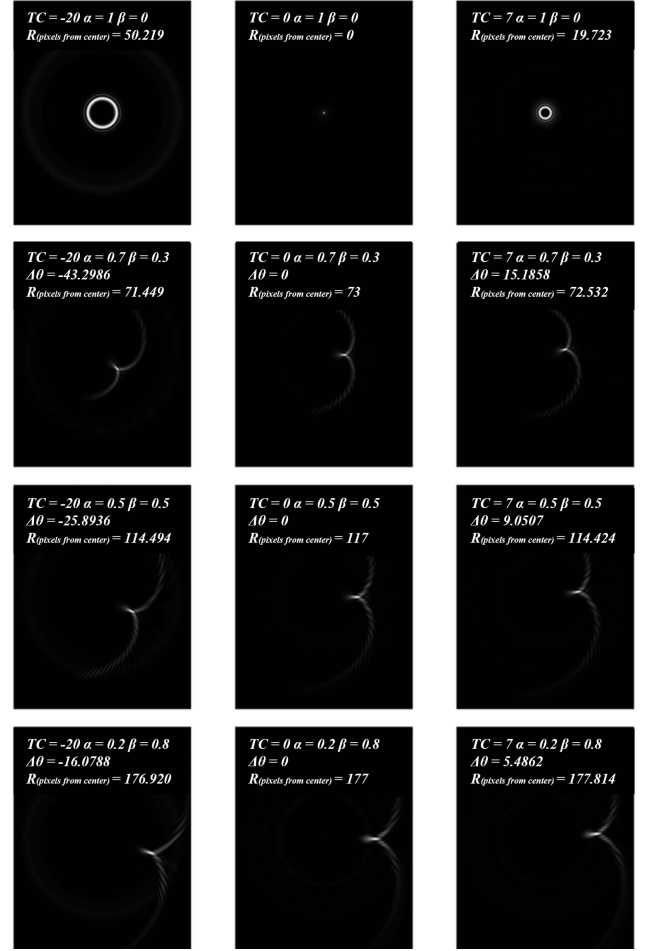 TC = -20 α = 1 β = 0
R(pixels from center) = 50.219
TC = 0 α = 1 β = 0
R(pixels from center) = 0
TC = 7 α = 1 β = 0
R(pixels from center) = 19.723
TC = -20 α = 0.7 β = 0.3
Δθ = -43.2986
R(pixels from center) = 71.449
TC = 0 α = 0.7 β = 0.3
Δθ = 0
R(pixels from center) = 73
TC = 7 α = 0.7 β = 0.3
Δθ = 15.1858
R(pixels from center) = 72.532
TC = -20 α = 0.5 β = 0.5
Δθ = -25.8936
R(pixels from center) = 114.494
TC = 0 α = 0.5 β = 0.5
Δθ = 0
R(pixels from center) = 117
TC = 7 α = 0.5 β = 0.5
Δθ = 9.0507
R(pixels from center) = 114.424
TC = -20 α = 0.2 β = 0.8
Δθ = -16.0788
R(pixels from center) = 176.920
TC = 0 α = 0.2 β = 0.8
Δθ = 0
R(pixels from center) = 177
TC = 7 α = 0.2 β = 0.8
Δθ = 5.4862
R(pixels from center) = 177.814